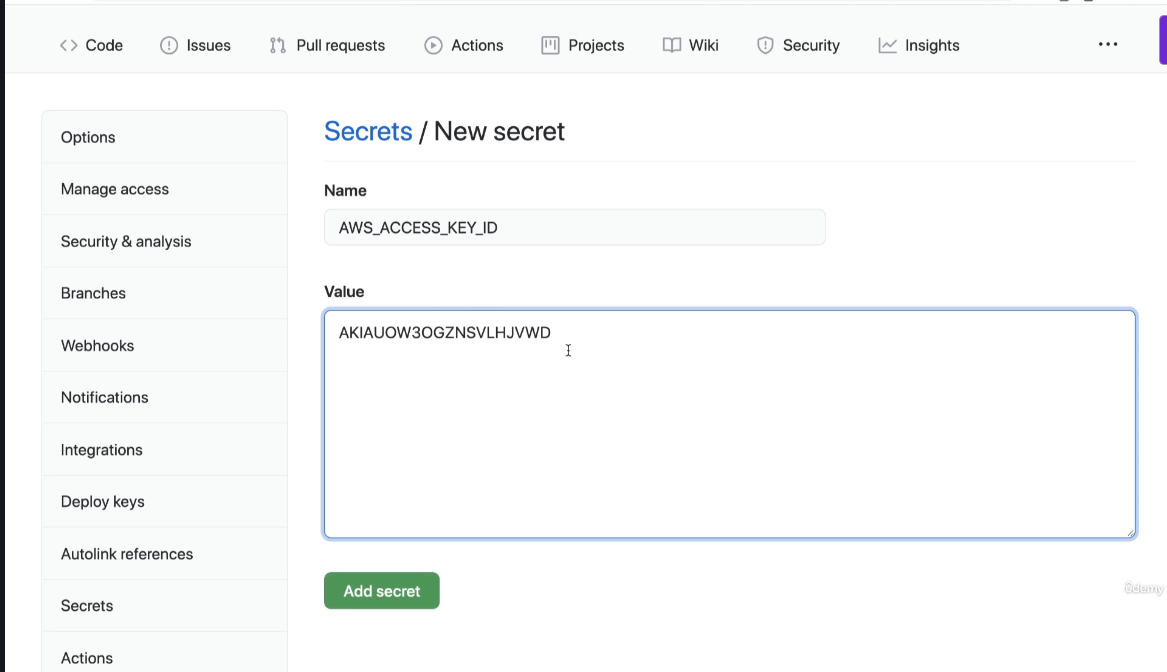 Code Issues Pull requests Actions Projects Wiki Security Insights ...
Options
Manage access
Security & analysis
Branches
Webhooks
Notifications
Integrations
Deploy keys
Autolink references
Secrets
Actions
Secrets / New secret
Name
AWS_ACCESS_KEY_ID
Value
AKIAUOW3OGZNSVLHJVWD
Add secret
ûdemy